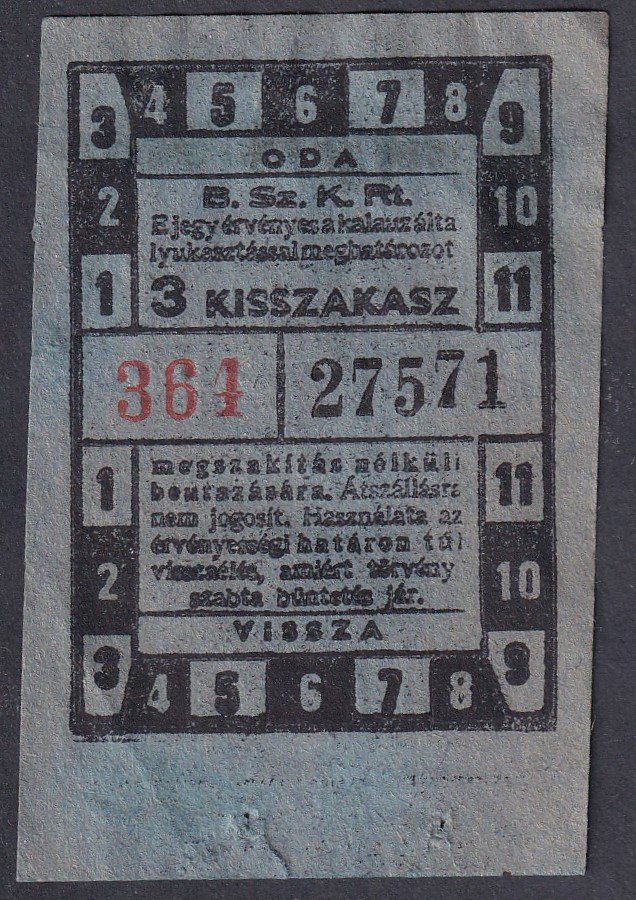 3 4 5 6 7 8 9
ODA
2 10
B. Sz. K. Rt.
E jegy érvényes a kalauz álta
lyukasztással meghatározot
1 3 KISSZAKASZ 11
364 27571
1 11
megszakítás nélküli
beutazására. Átszállásra
nem jogosít. Használata az
érvényességi határon túl
visszaélés, amiért törvény
szabta büntetés jár.
2 10
VISSZA
3 4 5 6 7 8 9